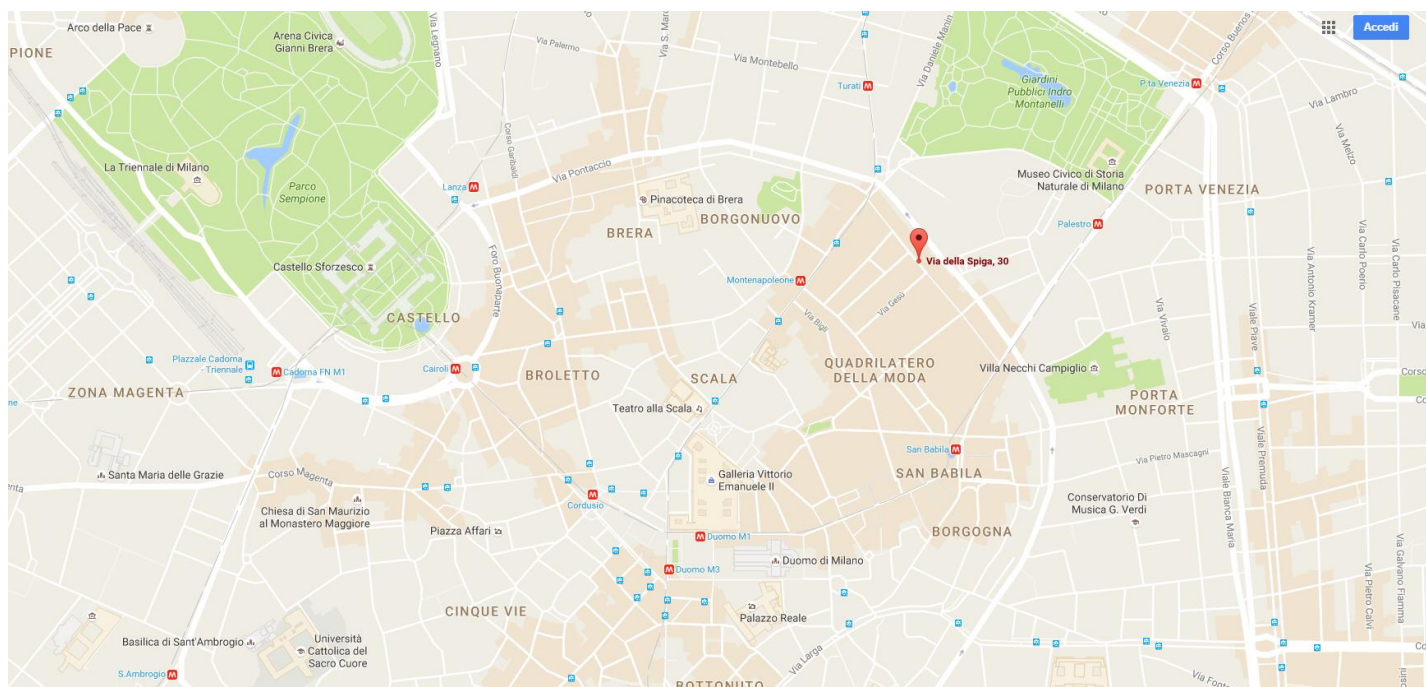 Arco della Pace
Arena Civica
Gianni Brera
Via Legnano
Via Palermo
Via Montebello
Turati
Via Daniele Manin
Giardini
Pubblici Indro
Montanelli
P.ta Venezia
Accedi
PIONE
Via Lambro
Via Melzo
Corso Garibaldi
La Triennale di Milano
Parco
Sempione
Lanza
Via Pontaccio
Pinacoteca di Brera
BORGONUOVO
BRERA
Museo Civico di Storia
Naturale di Milano
PORTA VENEZIA
Palestro
Via Carlo Poerio
Via Carlo Pisacane
Via Antonio Kramer
Via della Spiga, 30
Castello Sforzesco
Foro Buonaparte
Montenapoleone
Via Gesù
Via Bigli
Via Vivaio
Viale Piave
CASTELLO
Piazzale Cadorna
- Triennale
Cadorna FN M1
Cairoli
BROLETTO
SCALA
QUADRILATERO
DELLA MODA
Villa Necchi Campiglio
ZONA MAGENTA
Teatro alla Scala
PORTA
MONFORTE
San Babila
SAN BABILA
Via Pietro Mascagni
Viale Premuda
Viale Bianca Maria
Santa Maria delle Grazie
Corso Magenta
Galleria Vittorio
Emanuele II
Cordusio
Chiesa di San Maurizio
al Monastero Maggiore
Piazza Affari
Conservatorio Di
Musica G. Verdi
BORGOGNA
Duomo M1
Duomo di Milano
Duomo M3
Via Pietro Calvi
Via Galvano Fiamma
CINQUE VIE
Palazzo Reale
Basilica di Sant'Ambrogio
Università
Cattolica del
Sacro Cuore
S.Ambrogio
Via Larga
BOTTONUTO